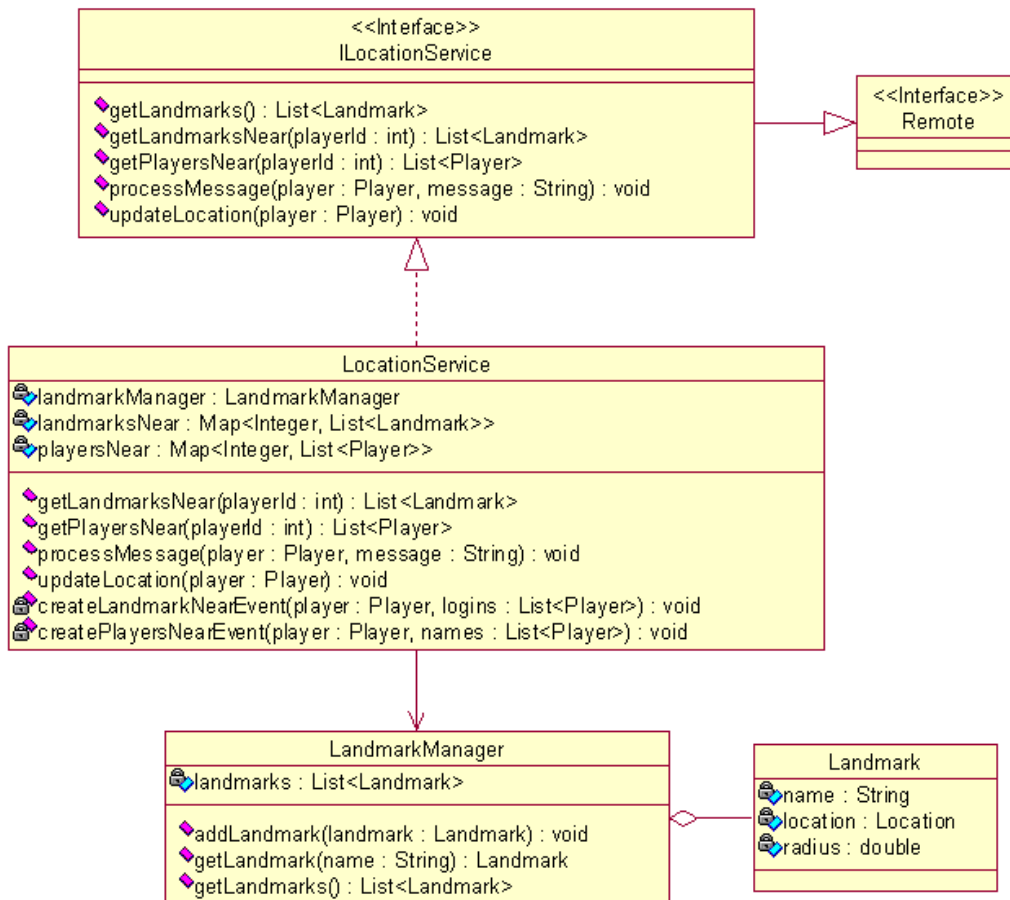 <<Interface>>
ILocationService
getLandmarks() : List<Landmark>
getLandmarksNear(playerId : int) : List<Landmark>
getPlayersNear(playerId : int) : List<Player>
processMessage(player : Player, message : String) : void
updateLocation(player : Player) : void
<<Interface>>
Remote
LocationService
landmarkManager : LandmarkManager
landmarksNear : Map<Integer, List<Landmark>>
playersNear : Map<Integer, List<Player>>
getLandmarksNear(playerId : int) : List<Landmark>
getPlayersNear(playerId : int) : List<Player>
processMessage(player : Player, message : String) : void
updateLocation(player : Player) : void
createLandmarkNearEvent(player : Player, logins : List<Player>) : void
createPlayersNearEvent(player : Player, names : List<Player>) : void
LandmarkManager
landmarks : List<Landmark>
addLandmark(landmark : Landmark) : void
getLandmark(name : String) : Landmark
getLandmarks() : List<Landmark>
Landmark
name : String
location : Location
radius : double